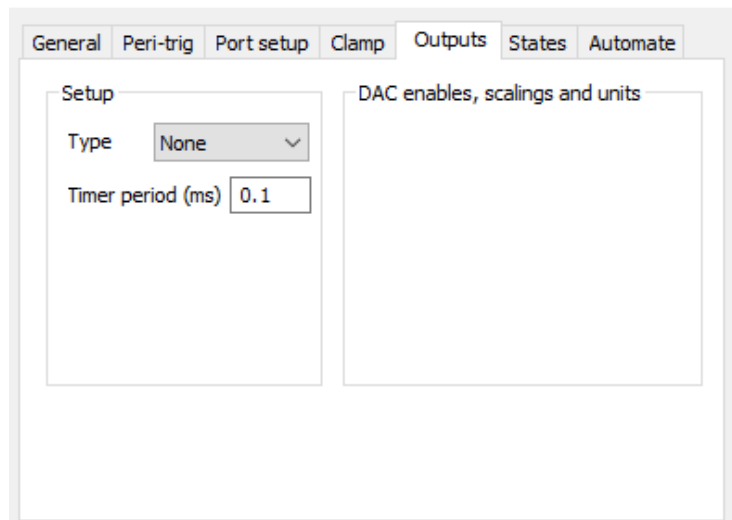 General Peri-trig Port setup Clamp Outputs States Automate
Setup
Type None
Timer period (ms) 0.1
DAC enables, scalings and units